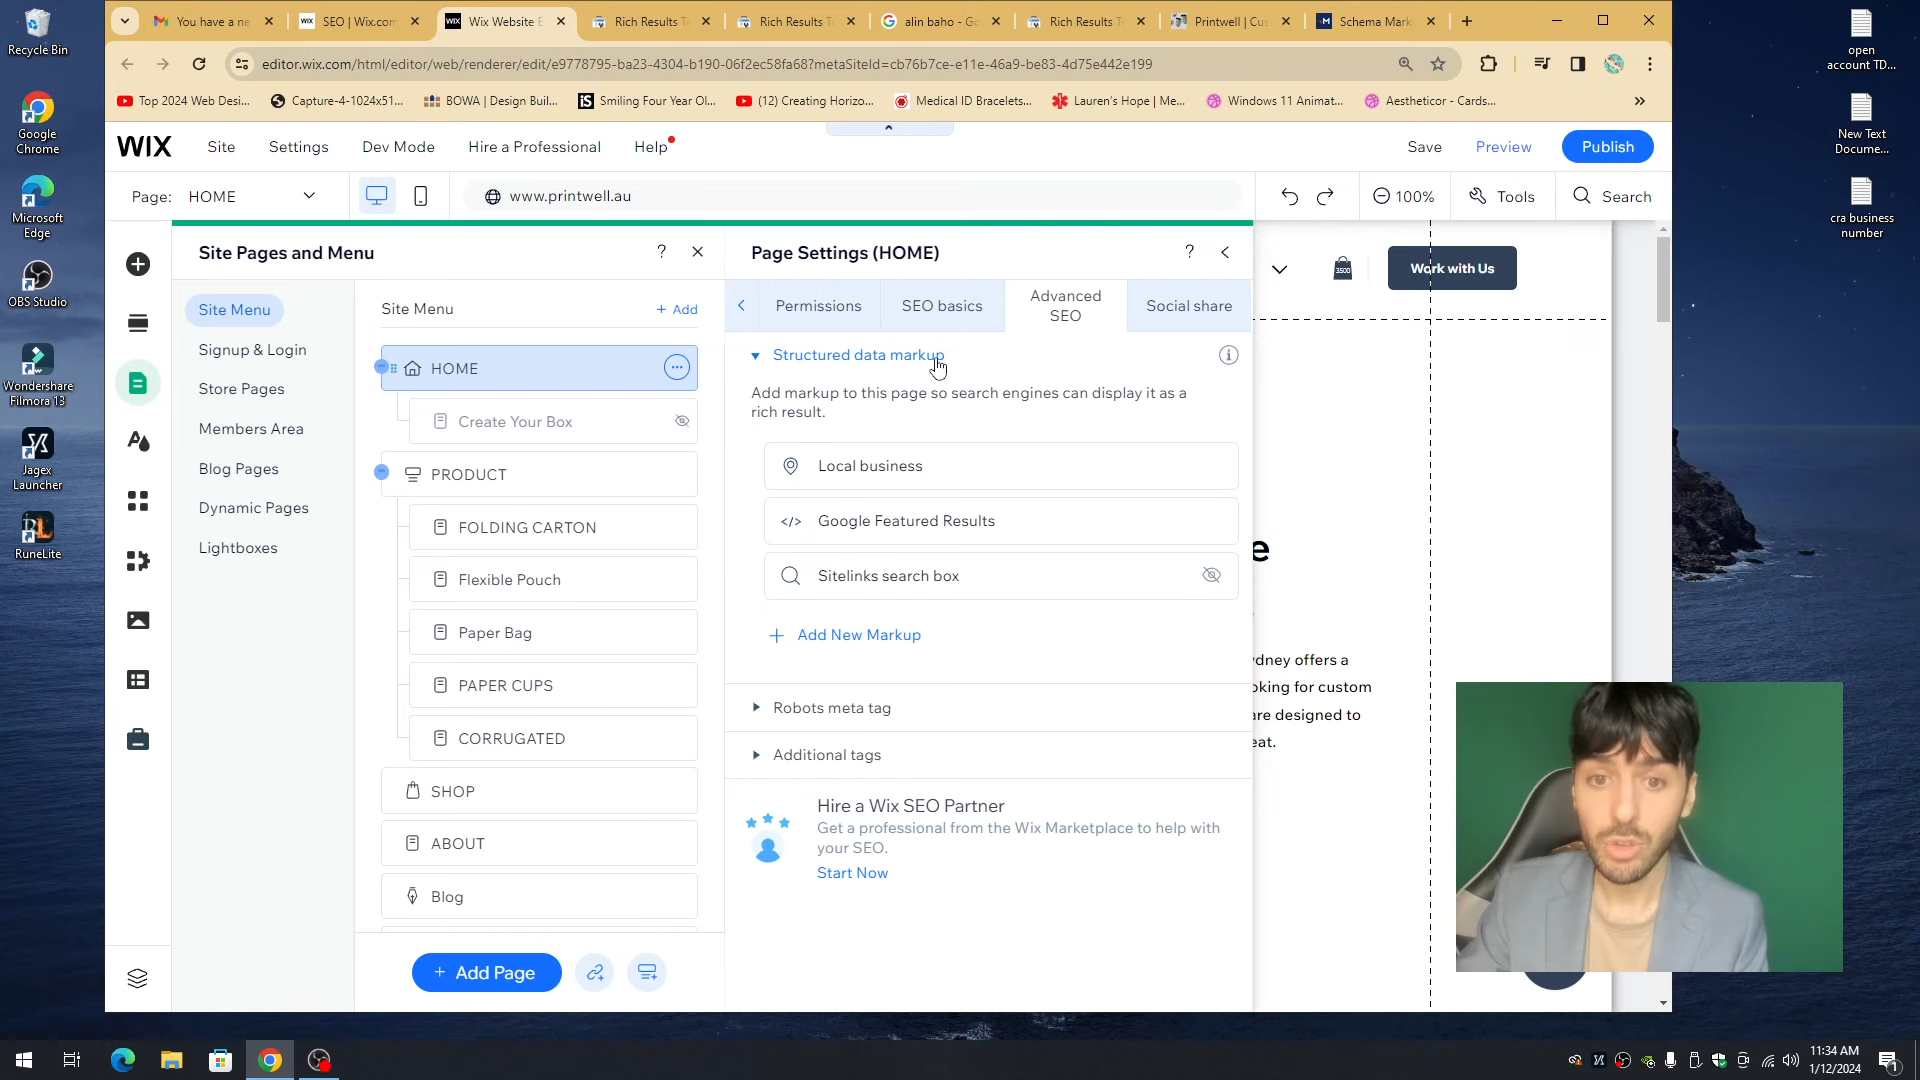 Recycle Bin
Google Chrome
Microsoft Edge
OBS Studio
Wondershare Filmora 13
Jagex Launcher
RuneLite
open account TD...
New Text Docume...
cra business number
You have a ne
SEO | Wix.com
Wix Website E
Rich Results Te
Rich Results T
alin baho - Go
Rich Results T
Printwell | Cus
Schema Mark
editor.wix.com/html/editor/web/renderer/edit/e9778795-ba23-4304-b190-06f2ec58fa68?metaSiteId=cb76b7ce-e11e-46a9-be83-4d75e442e199
Top 2024 Web Desi...
Capture-4-1024x51...
BOWA | Design Buil...
Smiling Four Year Ol...
(12) Creating Horizo...
Medical ID Bracelets...
Lauren's Hope | Me...
Windows 11 Animat...
Aestheticor - Cards...
WIX Site Settings Dev Mode Hire a Professional Help Save Preview Publish
Page: HOME www.printwell.au 100% Tools Search
Site Pages and Menu ?
Page Settings (HOME) ?
Work with Us
3500
Site Menu
Signup & Login
Store Pages
Members Area
Blog Pages
Dynamic Pages
Lightboxes
Site Menu + Add
HOME
Create Your Box
PRODUCT
FOLDING CARTON
Flexible Pouch
Paper Bag
PAPER CUPS
CORRUGATED
SHOP
ABOUT
Blog
+ Add Page
Permissions SEO basics Advanced SEO Social share
Structured data markup
Add markup to this page so search engines can display it as a
rich result.
Local business
</> Google Featured Results
Sitelinks search box
+ Add New Markup
Robots meta tag
Additional tags
Hire a Wix SEO Partner
Get a professional from the Wix Marketplace to help with
your SEO.
Start Now
e
ydney offers a
oking for custom
are designed to
eat.
11:34 AM
1/12/2024
1